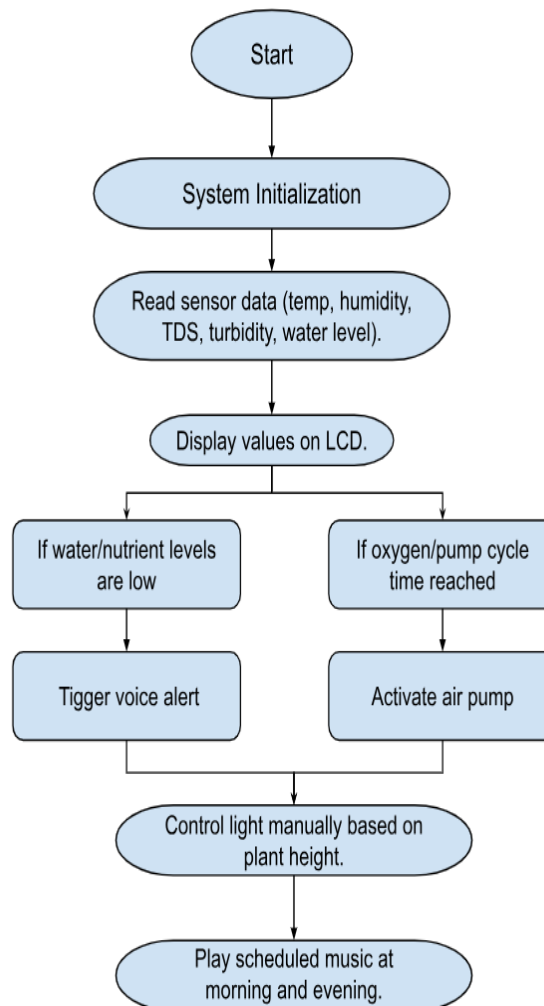 Start
System Initialization
Read sensor data (temp, humidity,
TDS, turbidity, water level).
Display values on LCD.
If water/nutrient levels
are low
If oxygen/pump cycle
time reached
Tigger voice alert
Activate air pump
Control light manually based on
plant height.
Play scheduled music at
morning and evening.